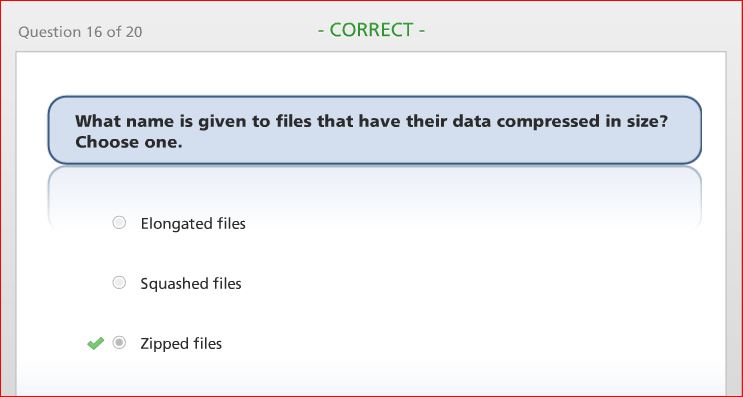 Question 16 of 20
- CORRECT -
What name is given to files that have their data compressed in size?
Choose one.
Elongated files
Squashed files
Zipped files